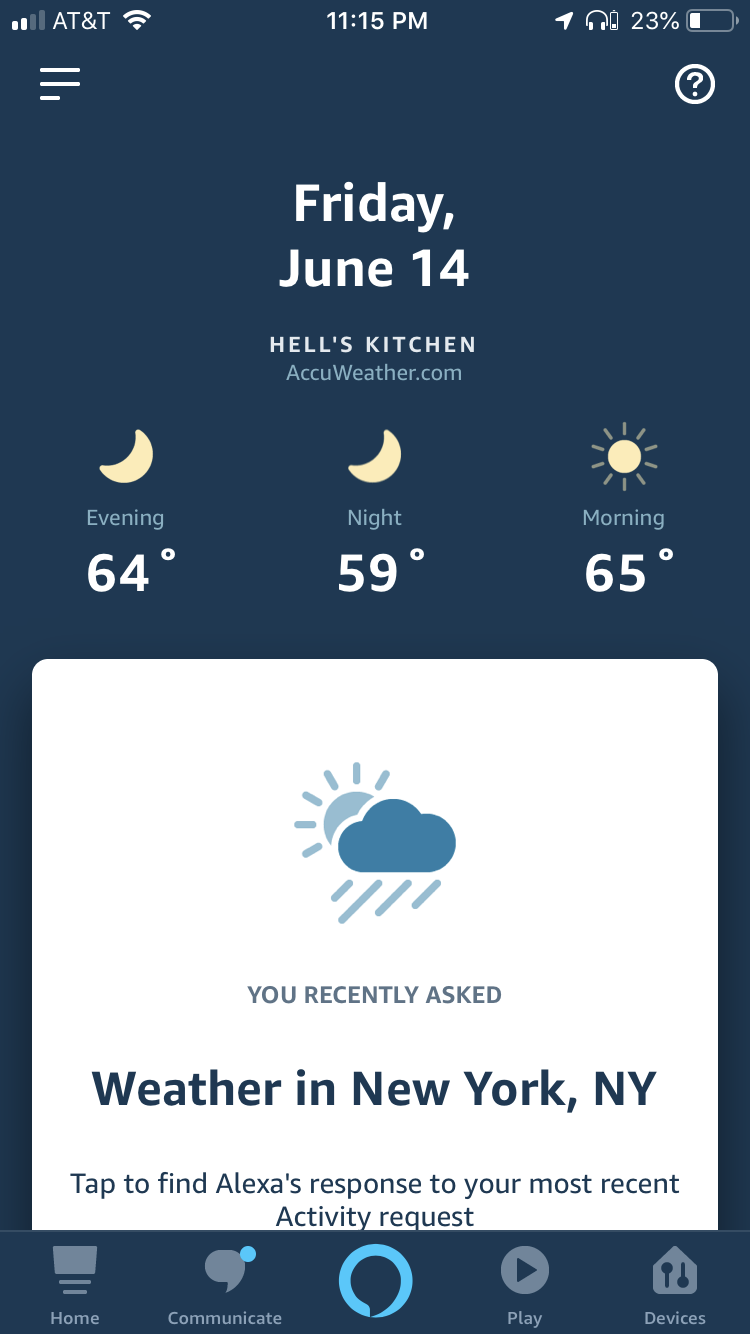 AT&T 11:15 PM 23%
Friday,
June 14
HELL'S KITCHEN
AccuWeather.com
Evening Night Morning
64° 59° 65°
YOU RECENTLY ASKED
Weather in New York, NY
Tap to find Alexa's response to your most recent
Activity request
Home Communicate Play Devices